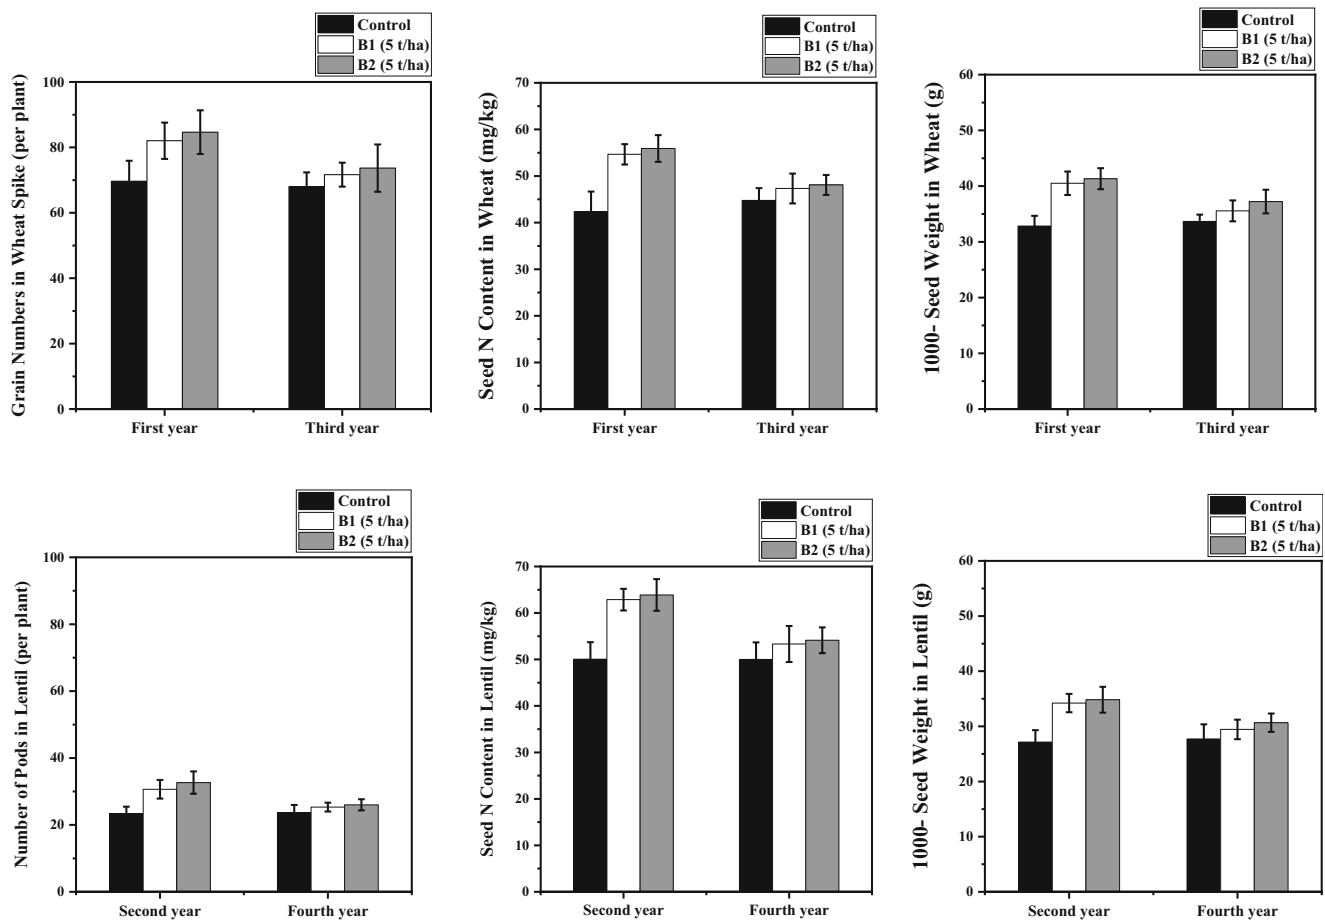 Control
B1 (5 t/ha)
B2 (5 t/ha)
Grain Numbers in Wheat Spike (per plant)
100
80
60
40
20
0
First year
Third year
Control
B1 (5 t/ha)
B2 (5 t/ha)
Seed N Content in Wheat (mg/kg)
70
60
50
40
30
20
10
0
First year
Third year
Control
B1 (5 t/ha)
B2 (5 t/ha)
1000- Seed Weight in Wheat (g)
60
50
40
30
20
10
0
First year
Third year
Control
B1 (5 t/ha)
B2 (5 t/ha)
Number of Pods in Lentil (per plant)
100
80
60
40
20
0
Second year
Fourth year
Control
B1 (5 t/ha)
B2 (5 t/ha)
Seed N Content in Lentil (mg/kg)
70
60
50
40
30
20
10
0
Second year
Fourth year
Control
B1 (5 t/ha)
B2 (5 t/ha)
1000- Seed Weight in Lentil (g)
60
50
40
30
20
10
0
Second year
Fourth year